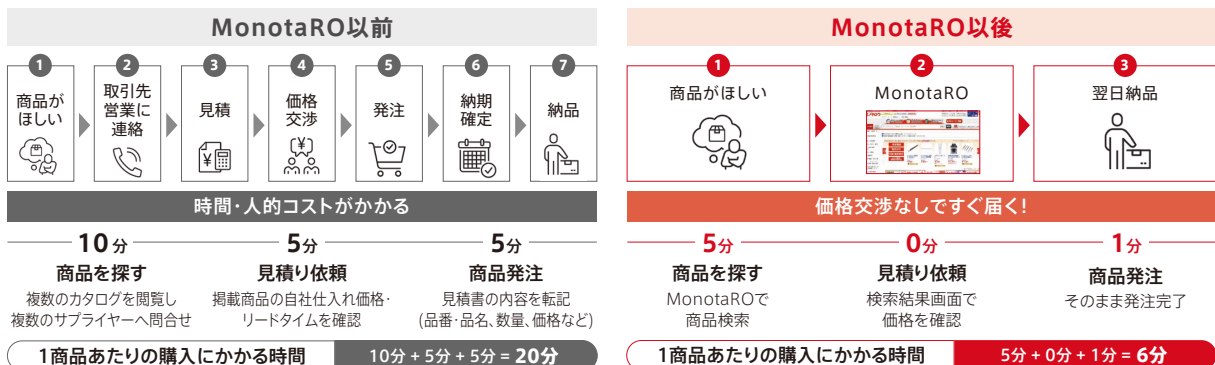 MonotaRO以前
1
商品が
ほしい
2
取引先
営業に
連絡
3
見積
4
価格
交渉
5
発注
6
納期
確定
7
納品
時間・人的コストがかかる
10分
商品を探す
複数のカタログを閲覧し
複数のサプライヤーへ問合せ
5分
見積り依頼
掲載商品の自社仕入れ価格・
リードタイムを確認
5分
商品発注
見積書の内容を転記
(品番・品名、数量、価格など)
1商品あたりの購入にかかる時間
10分 + 5分 + 5分 = 20分
MonotaRO以後
1
商品がほしい
2
MonotaRO
3
翌日納品
価格交渉なしですぐ届く!
5分
商品を探す
MonotaROで
商品検索
0分
見積り依頼
検索結果画面で
価格を確認
1分
商品発注
そのまま発注完了
1商品あたりの購入にかかる時間
5分 + 0分 + 1分 = 6分